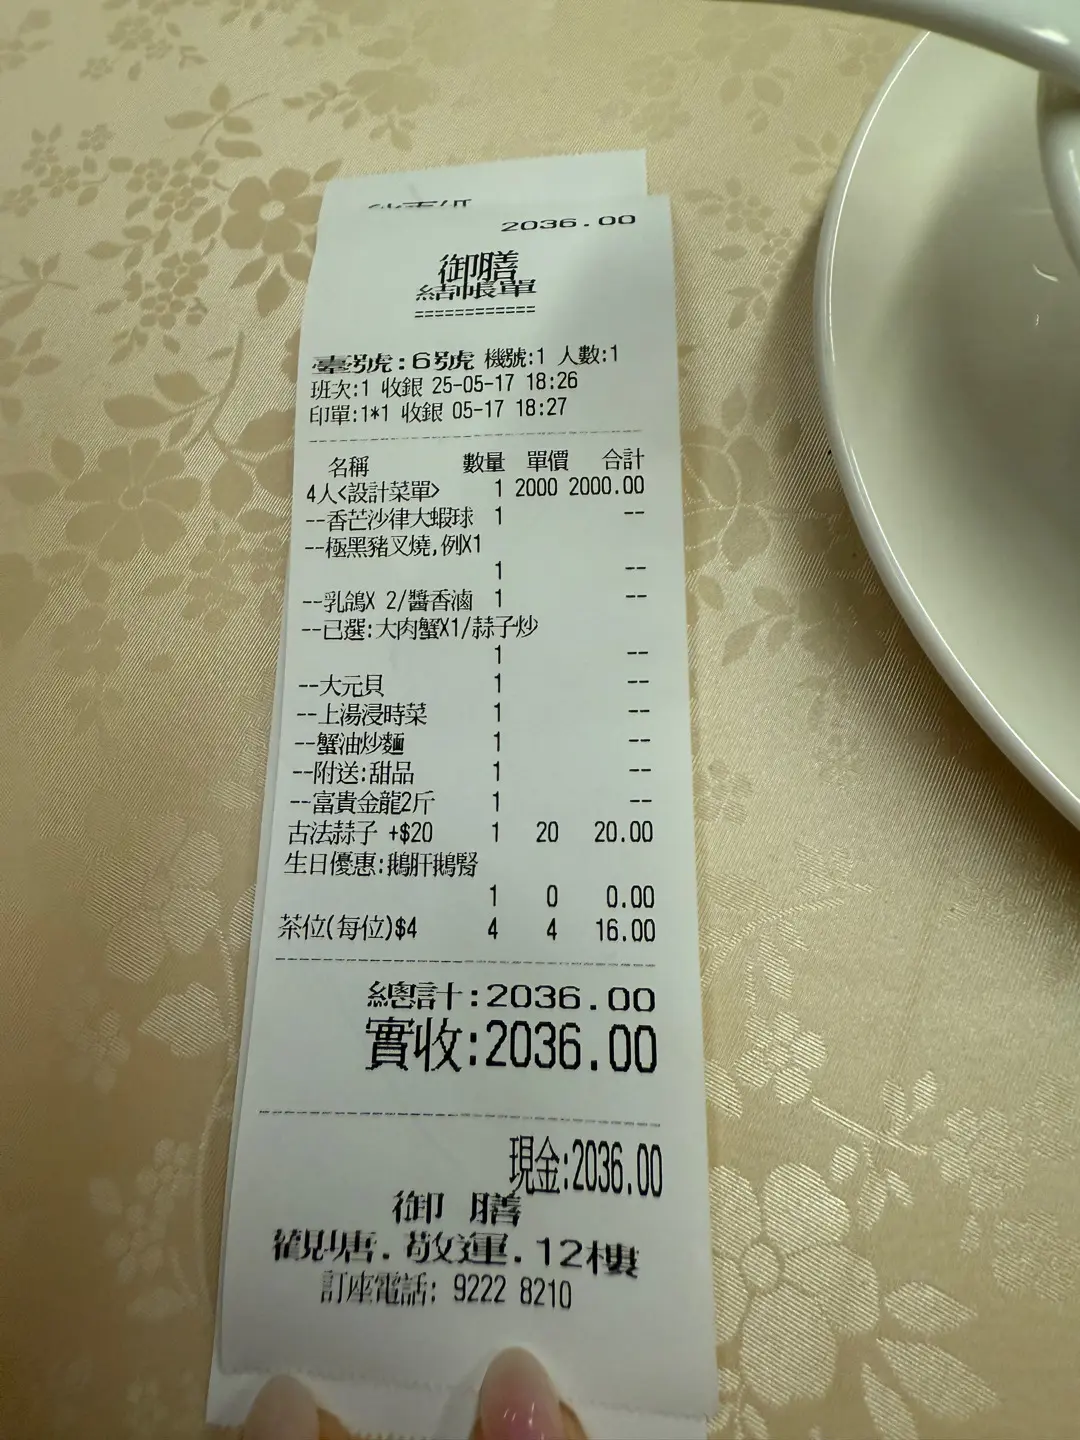 2036.00
御膳
結帳單
============
臺號:6號 機號:1 人數:1
班次:1 收銀 25-05-17 18:26
印單:1*1 收銀 05-17 18:27
名稱 數量 單價 合計
4人<設計菜單> 1 2000 2000.00
--香芒沙律大蝦球 1 --
--極黑豬叉燒,例X1
1 --
--乳鴿X 2/醬香滷 1 --
--已選:大肉蟹X1/蒜子炒
1 --
--大元貝 1 --
--上湯浸時菜 1 --
--蟹油炒麵 1 --
--附送:甜品 1 --
--富貴金龍2斤 1 --
古法蒜子 +$20 1 20 20.00
生日優惠:鵝肝鵝腎
1 0 0.00
茶位(每位)$4 4 4 16.00
總計:2036.00
實收:2036.00
現金:2036.00
御 膳
觀塘.敬運.12樓
訂座電話: 9222 8210